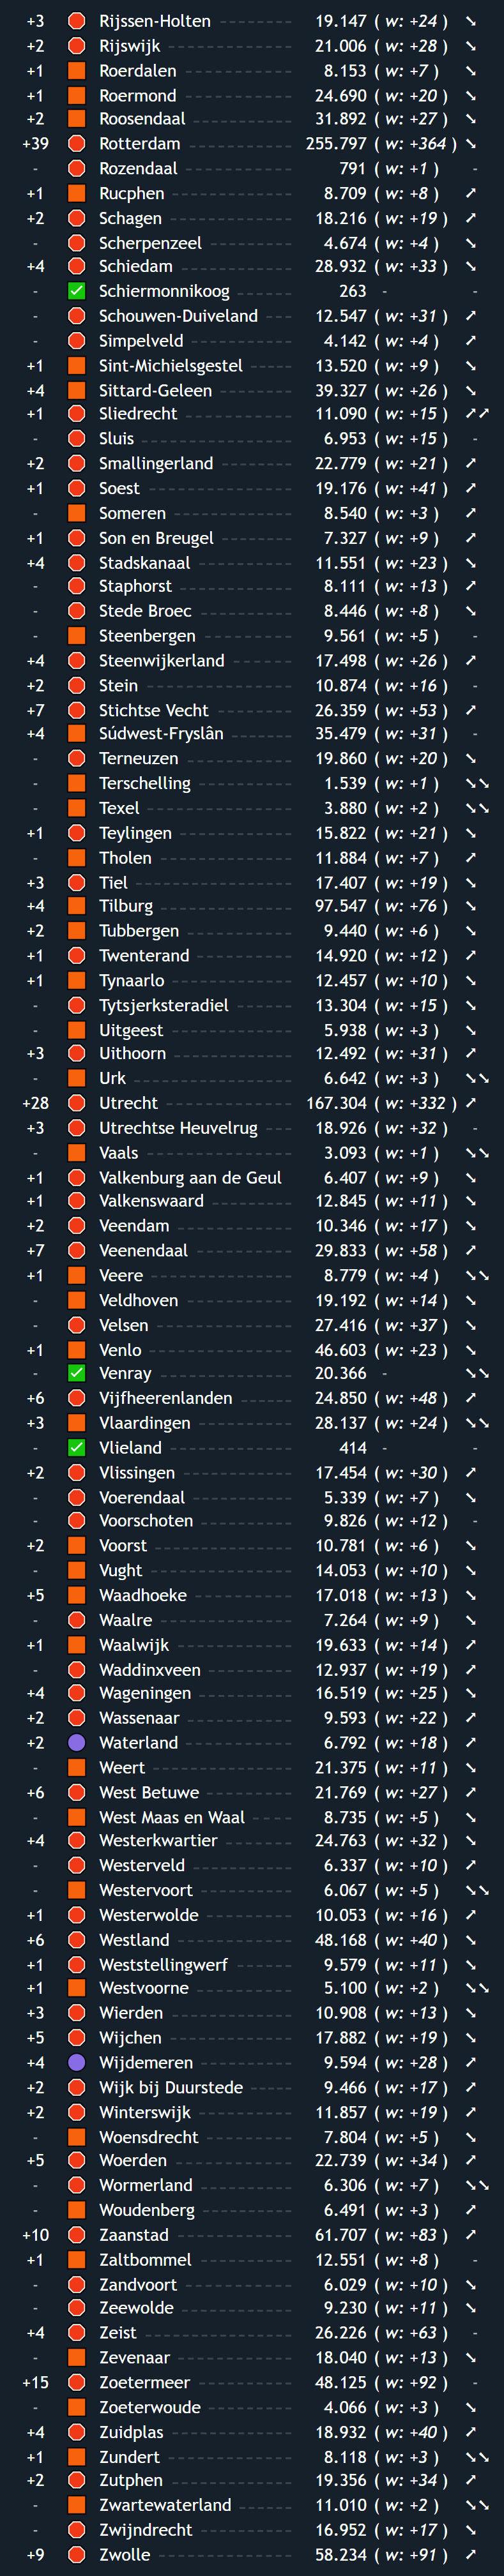 +3 Rijssen-Holten 19.147 ( w: +24 ) ↘
+2 Rijswijk 21.006 ( w: +28 ) ↘
+1 Roerdalen 8.153 ( w: +7 ) ↘
+1 Roermond 24.690 ( w: +20 ) ↘
+2 Roosendaal 31.892 ( w: +27 ) ↘
+39 Rotterdam 255.797 ( w: +364 ) ↘
- Rozendaal 791 ( w: +1 ) -
+1 Rucphen 8.709 ( w: +8 ) ↗
+2 Schagen 18.216 ( w: +19 ) ↗
- Scherpenzeel 4.674 ( w: +4 ) ↘
+4 Schiedam 28.932 ( w: +33 ) ↘
- Schiermonnikoog 263 - -
- Schouwen-Duiveland 12.547 ( w: +31 ) ↗
- Simpelveld 4.142 ( w: +4 ) ↗
+1 Sint-Michielsgestel 13.520 ( w: +9 ) ↘
+4 Sittard-Geleen 39.327 ( w: +26 ) ↘
+1 Sliedrecht 11.090 ( w: +15 ) ↗↗
- Sluis 6.953 ( w: +15 ) -
+2 Smallingerland 22.779 ( w: +21 ) ↗
+1 Soest 19.176 ( w: +41 ) ↗
- Someren 8.540 ( w: +3 ) ↗
+1 Son en Breugel 7.327 ( w: +9 ) ↗
+4 Stadskanaal 11.551 ( w: +23 ) ↘
- Staphorst 8.111 ( w: +13 ) ↗
- Stede Broec 8.446 ( w: +8 ) ↘
- Steenbergen 9.561 ( w: +5 ) -
+4 Steenwijkerland 17.498 ( w: +26 ) ↗
+2 Stein 10.874 ( w: +16 ) -
+7 Stichtse Vecht 26.359 ( w: +53 ) ↗
+4 Súdwest-Fryslân 35.479 ( w: +31 ) -
- Terneuzen 19.860 ( w: +20 ) ↘
- Terschelling 1.539 ( w: +1 ) ↘↘
- Texel 3.880 ( w: +2 ) ↘↘
+1 Teylingen 15.822 ( w: +21 ) ↘
- Tholen 11.884 ( w: +7 ) ↗
+3 Tiel 17.407 ( w: +19 ) ↘
+4 Tilburg 97.547 ( w: +76 ) ↘
+2 Tubbergen 9.440 ( w: +6 ) ↘
+1 Twenterand 14.920 ( w: +12 ) ↗
+1 Tynaarlo 12.457 ( w: +10 ) ↘
- Tytsjerksteradiel 13.304 ( w: +15 ) ↘
- Uitgeest 5.938 ( w: +3 ) ↘
+3 Uithoorn 12.492 ( w: +31 ) ↗
- Urk 6.642 ( w: +3 ) ↘↘
+28 Utrecht 167.304 ( w: +332 ) ↗
+3 Utrechtse Heuvelrug 18.926 ( w: +32 ) -
- Vaals 3.093 ( w: +1 ) ↘↘
+1 Valkenburg aan de Geul 6.407 ( w: +9 ) ↘
+1 Valkenswaard 12.845 ( w: +11 ) ↘
+2 Veendam 10.346 ( w: +17 ) ↘
+7 Veenendaal 29.833 ( w: +58 ) ↗
+1 Veere 8.779 ( w: +4 ) ↘↘
- Veldhoven 19.192 ( w: +14 ) ↘
- Velsen 27.416 ( w: +37 ) ↘
+1 Venlo 46.603 ( w: +23 ) ↘
- Venray 20.366 - ↘↘
+6 Vijfheerenlanden 24.850 ( w: +48 ) ↗
+3 Vlaardingen 28.137 ( w: +24 ) ↘↘
- Vlieland 414 - -
+2 Vlissingen 17.454 ( w: +30 ) ↗
- Voerendaal 5.339 ( w: +7 ) ↘
- Voorschoten 9.826 ( w: +12 ) -
+2 Voorst 10.781 ( w: +6 ) ↘
- Vught 14.053 ( w: +10 ) ↘
+5 Waadhoeke 17.018 ( w: +13 ) ↘
- Waalre 7.264 ( w: +9 ) ↘
+1 Waalwijk 19.633 ( w: +14 ) ↗
- Waddinxveen 12.937 ( w: +19 ) ↗
+4 Wageningen 16.519 ( w: +25 ) ↘
+2 Wassenaar 9.593 ( w: +22 ) ↗
+2 Waterland 6.792 ( w: +18 ) ↗
- Weert 21.375 ( w: +11 ) ↘
+6 West Betuwe 21.769 ( w: +27 ) ↗
- West Maas en Waal 8.735 ( w: +5 ) ↘
+4 Westerkwartier 24.763 ( w: +32 ) ↘
- Westerveld 6.337 ( w: +10 ) ↗
- Westervoort 6.067 ( w: +5 ) ↘↘
+1 Westerwolde 10.053 ( w: +16 ) ↗
+6 Westland 48.168 ( w: +40 ) ↘
+1 Weststellingwerf 9.579 ( w: +11 ) ↘
+1 Westvoorne 5.100 ( w: +2 ) ↘↘
+3 Wierden 10.908 ( w: +13 ) ↘
+5 Wijchen 17.882 ( w: +19 ) ↘
+4 Wijdemeren 9.594 ( w: +28 ) ↗
+2 Wijk bij Duurstede 9.466 ( w: +17 ) ↗
+2 Winterswijk 11.857 ( w: +19 ) ↗
- Woensdrecht 7.804 ( w: +5 ) ↘
+5 Woerden 22.739 ( w: +34 ) ↗
- Wormerland 6.306 ( w: +7 ) ↘↘
- Woudenberg 6.491 ( w: +3 ) ↗
+10 Zaanstad 61.707 ( w: +83 ) ↗
+1 Zaltbommel 12.551 ( w: +8 ) -
- Zandvoort 6.029 ( w: +10 ) ↘
- Zeewolde 9.230 ( w: +11 ) ↘
+4 Zeist 26.226 ( w: +63 ) -
- Zevenaar 18.040 ( w: +13 ) ↘
+15 Zoetermeer 48.125 ( w: +92 ) -
- Zoeterwoude 4.066 ( w: +3 ) ↘
+4 Zuidplas 18.932 ( w: +40 ) ↗
+1 Zundert 8.118 ( w: +3 ) ↘↘
+2 Zutphen 19.356 ( w: +34 ) ↗
- Zwartewaterland 11.010 ( w: +2 ) ↘↘
- Zwijndrecht 16.952 ( w: +17 ) ↘
+9 Zwolle 58.234 ( w: +91 ) ↗